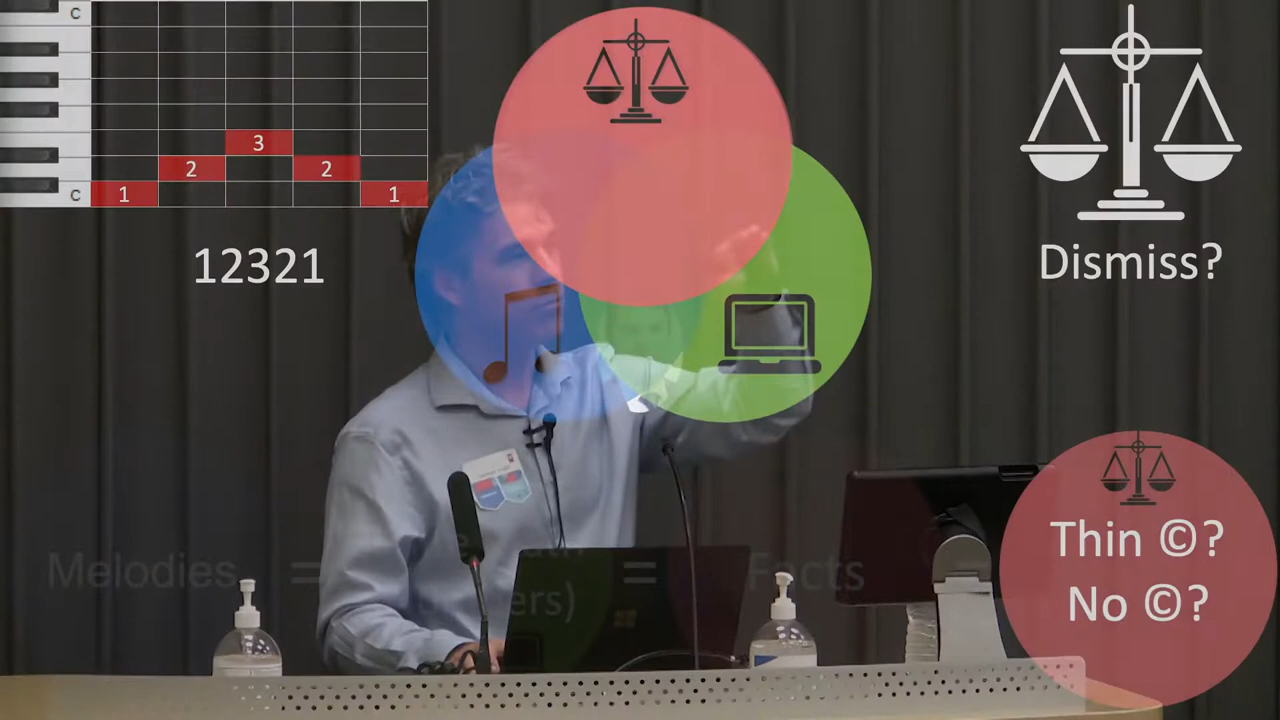 C
3
2 2
C 1 1
12321
Dismiss?
Thin ©?
No ©?
Melodies = = Facts